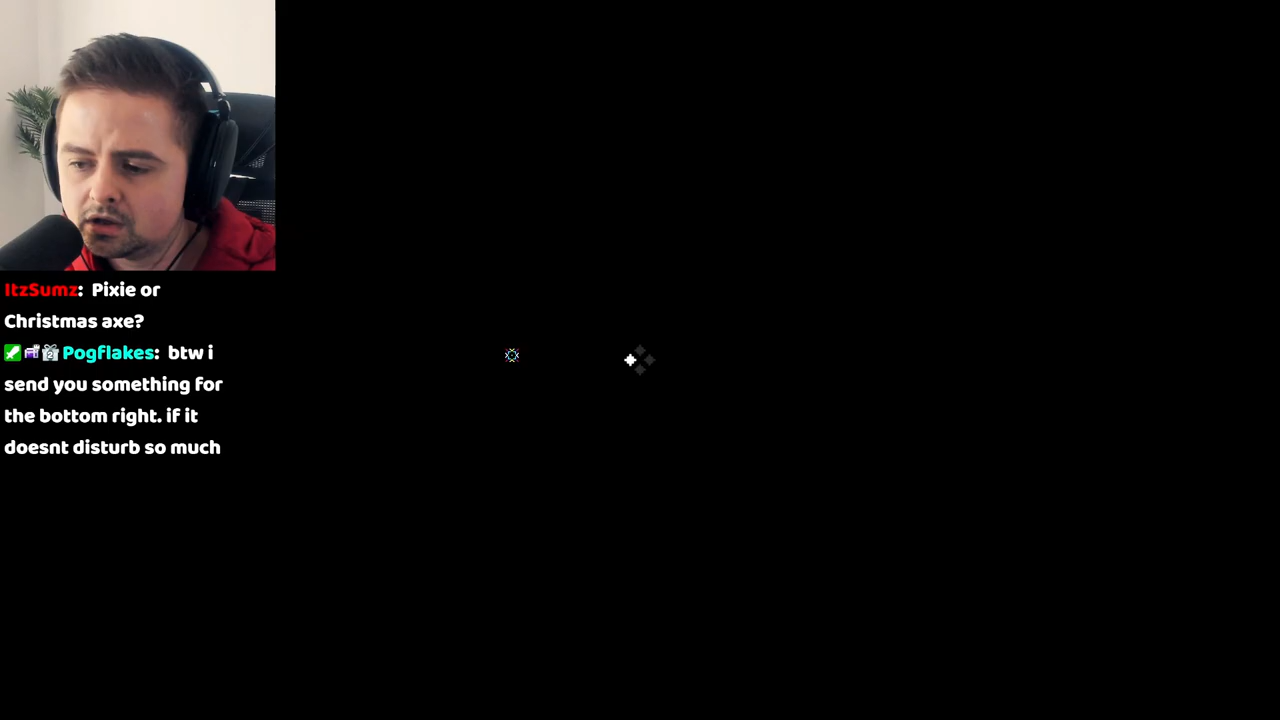 ItzSumz: Pixie or
Christmas axe?
Pogflakes: btw i
send you something for
the bottom right. if it
doesnt disturb so much